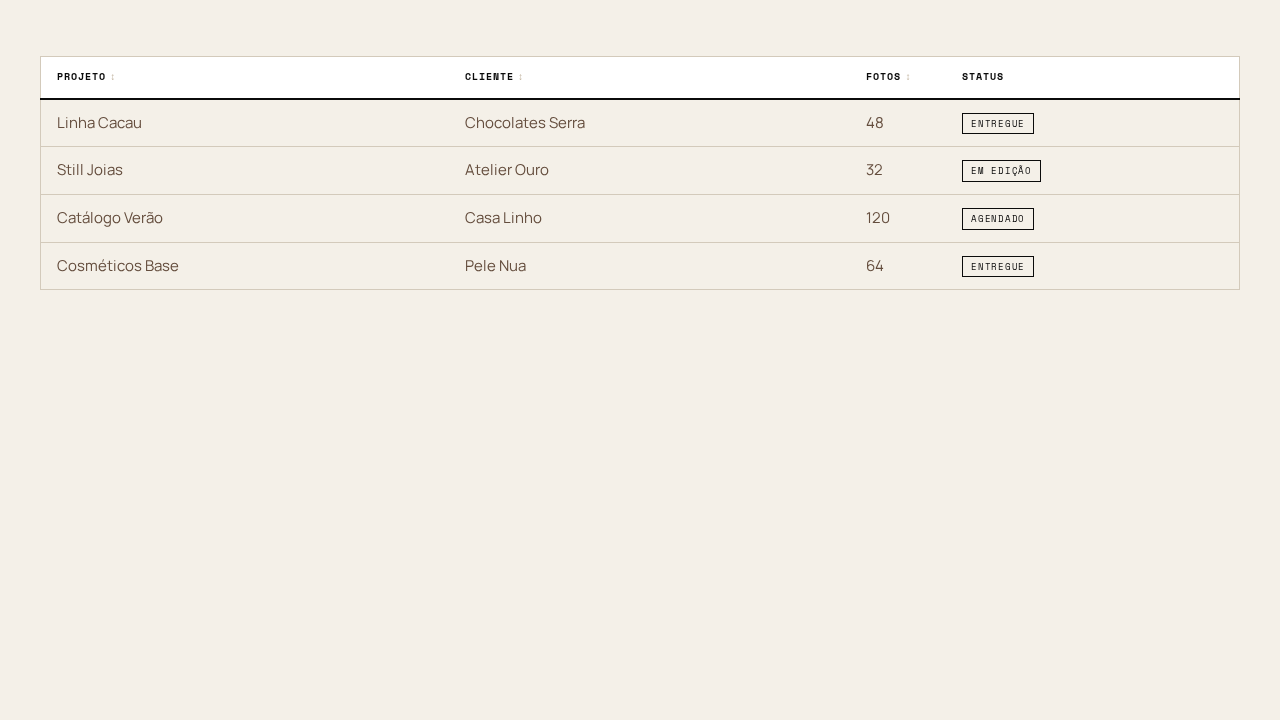 PROJETO ↕ CLIENTE ↕ FOTOS ↕ STATUS
Linha Cacau Chocolates Serra 48 ENTREGUE
Still Joias Atelier Ouro 32 EM EDIÇÃO
Catálogo Verão Casa Linho 120 AGENDADO
Cosméticos Base Pele Nua 64 ENTREGUE